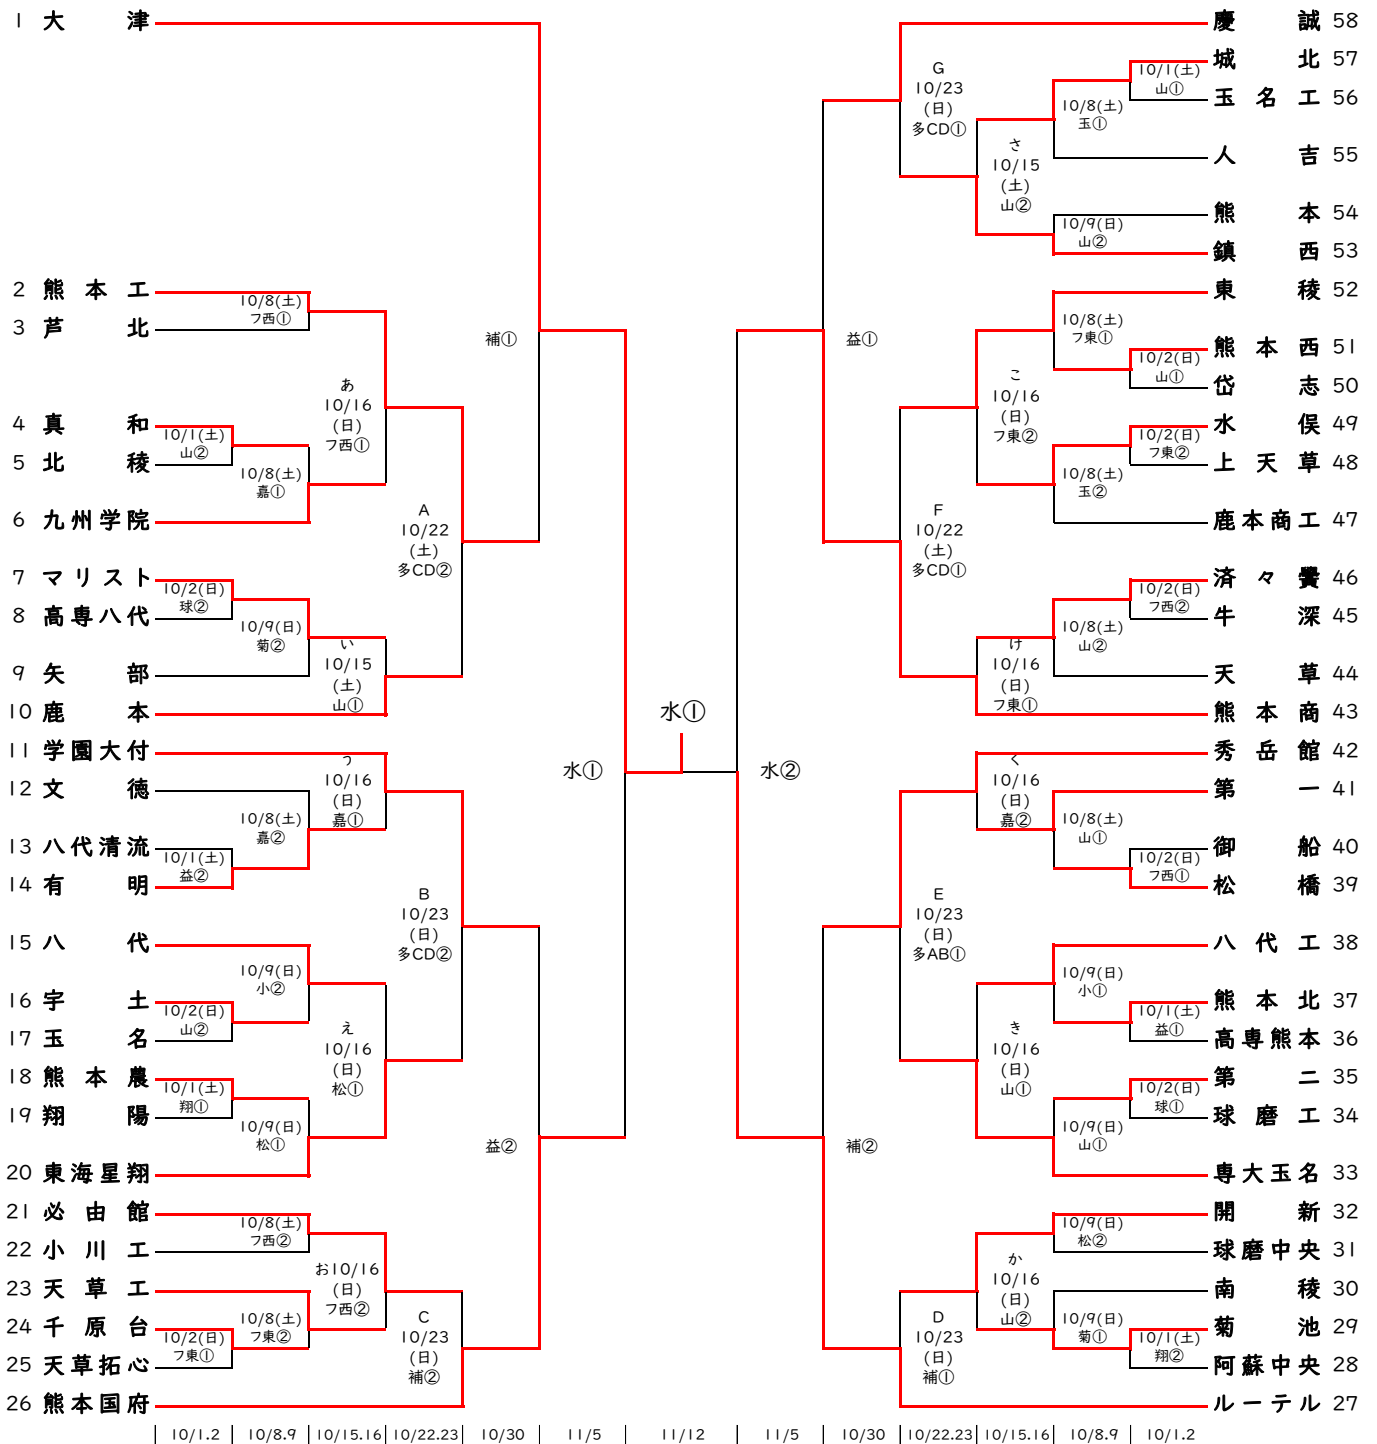 1 大津
2 熊本工
10/8(土)
フ西①
3 芦北
補①
あ
10/16
(日)
フ西①
4 真和
10/1(土)
山②
5 北稜
10/8(土)
嘉①
6 九州学院
A
10/22
(土)
多CD②
7 マリスト
10/2(日)
球②
8 高専八代
10/9(日)
菊②
9 矢部
い
10/15
(土)
山①
10 鹿本
11 学園大付
う
10/16
(日)
嘉①
12 文徳
10/8(土)
嘉②
13 八代清流
10/1(土)
益②
14 有明
B
10/23
(日)
多CD②
15 八代
10/9(日)
小②
16 宇土
10/2(日)
山②
17 玉名
え
10/16
(日)
松①
18 熊本農
10/1(土)
翔①
19 翔陽
10/9(日)
松①
益②
20 東海星翔
21 必由館
10/8(土)
フ西②
22 小川工
お10/16
(日)
フ西②
23 天草工
24 千原台
10/8(土)
フ東②
10/2(日)
フ東①
25 天草拓心
C
10/23
(日)
補②
26 熊本国府
水①
水①
水②
慶誠 58
城北 57
10/1(土)
山①
玉名工 56
10/8(土)
玉①
G
10/23
(日)
多CD①
人吉 55
さ
10/15
(土)
山②
熊本 54
10/9(日)
山②
鎮西 53
東稜 52
10/8(土)
フ東①
益①
熊本西 51
10/2(日)
山①
岱志 50
こ
10/16
(日)
フ東②
水俣 49
10/2(日)
フ東②
上天草 48
10/8(土)
玉②
鹿本商工 47
F
10/22
(土)
多CD①
済々黌 46
10/2(日)
フ西②
牛深 45
10/8(土)
山②
天草 44
け
10/16
(日)
フ東①
熊本商 43
秀岳館 42
く
10/16
(日)
嘉②
第一 41
10/8(土)
山①
御船 40
10/2(日)
フ西①
松橋 39
E
10/23
(日)
多AB①
八代工 38
10/9(日)
小①
熊本北 37
10/1(土)
益①
高専熊本 36
き
10/16
(日)
山①
第二 35
10/2(日)
球①
球磨工 34
10/9(日)
山①
補②
専大玉名 33
開新 32
10/9(日)
松②
球磨中央 31
か
10/16
(日)
山②
南稜 30
10/9(日)
菊①
菊池 29
10/1(土)
翔②
阿蘇中央 28
D
10/23
(日)
補①
ルーテル 27
10/1.2 10/8.9 10/15.16 10/22.23 10/30 11/5 11/12 11/5 10/30 10/22.23 10/15.16 10/8.9 10/1.2